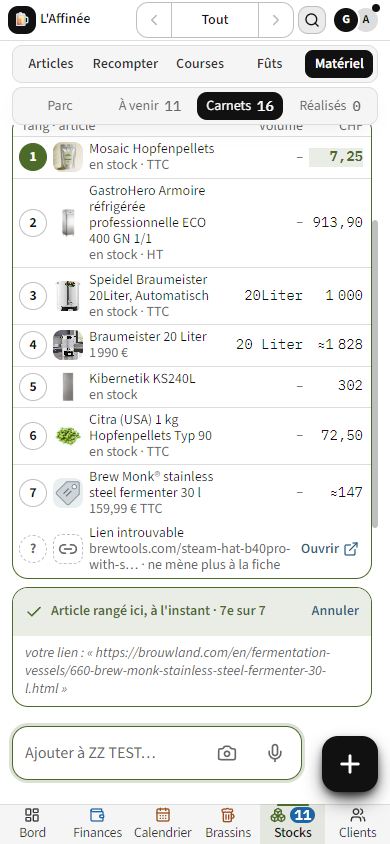 L'Affinée
Tout
G
A
Articles
Recompter
Courses
Fûts
Matériel
Parc
À venir 11
Carnets 16
Réalisés 0
rang · article
volume
CHF
1
Mosaic Hopfenpellets
en stock · TTC
–
7,25
2
GastroHero Armoire
réfrigérée
professionnelle ECO
400 GN 1/1
en stock · HT
–
913,90
3
Speidel Braumeister
20Liter, Automatisch
en stock · TTC
20Liter
1 000
4
Braumeister 20 Liter
1 990 €
20 Liter
≈1 828
5
Kibernetik KS240L
en stock
–
302
6
Citra (USA) 1 kg
Hopfenpellets Typ 90
en stock · TTC
–
72,50
7
Brew Monk® stainless
steel fermenter 30 l
159,99 € TTC
–
≈147
?
Lien introuvable
brewtools.com/steam-hat-b40pro-
with-s… · ne mène plus à la fiche
Ouvrir
Article rangé ici, à l'instant · 7e sur 7
Annuler
votre lien : « https://brouwland.com/en/fermentation-
vessels/660-brew-monk-stainless-steel-fermenter-30-
l.html »
Ajouter à ZZ TEST…
11
Bord
Finances
Calendrier
Brassins
Stocks
Clients